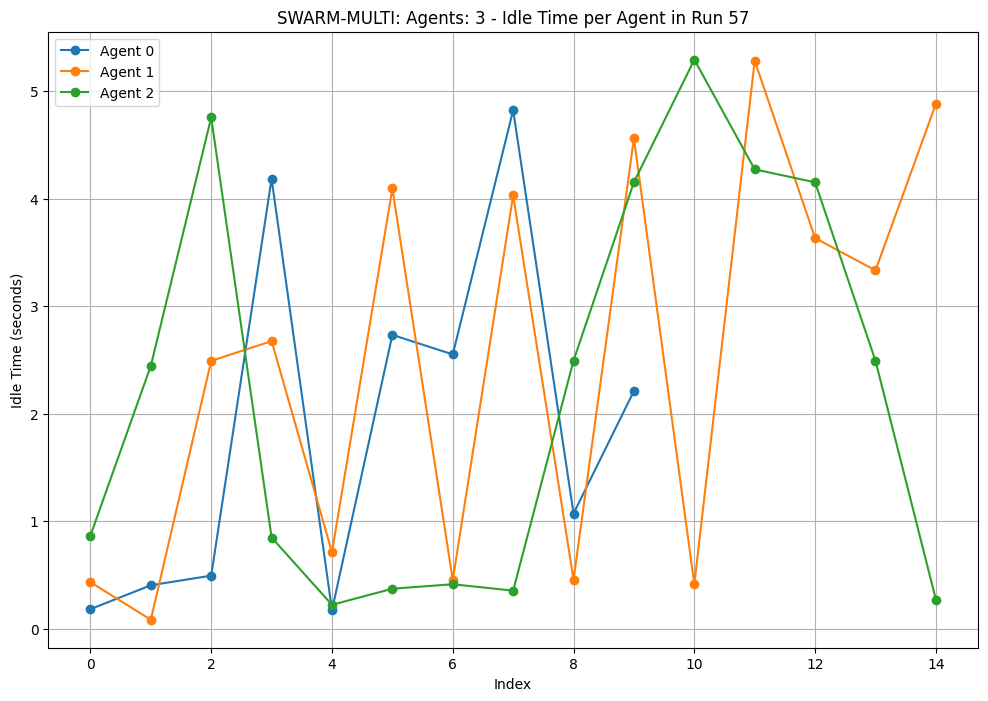 SWARM-MULTI: Agents: 3 - Idle Time per Agent in Run 57
Agent 0
Agent 1
Agent 2
Idle Time (seconds)
5
4
3
2
1
0
0 2 4 6 8 10 12 14
Index